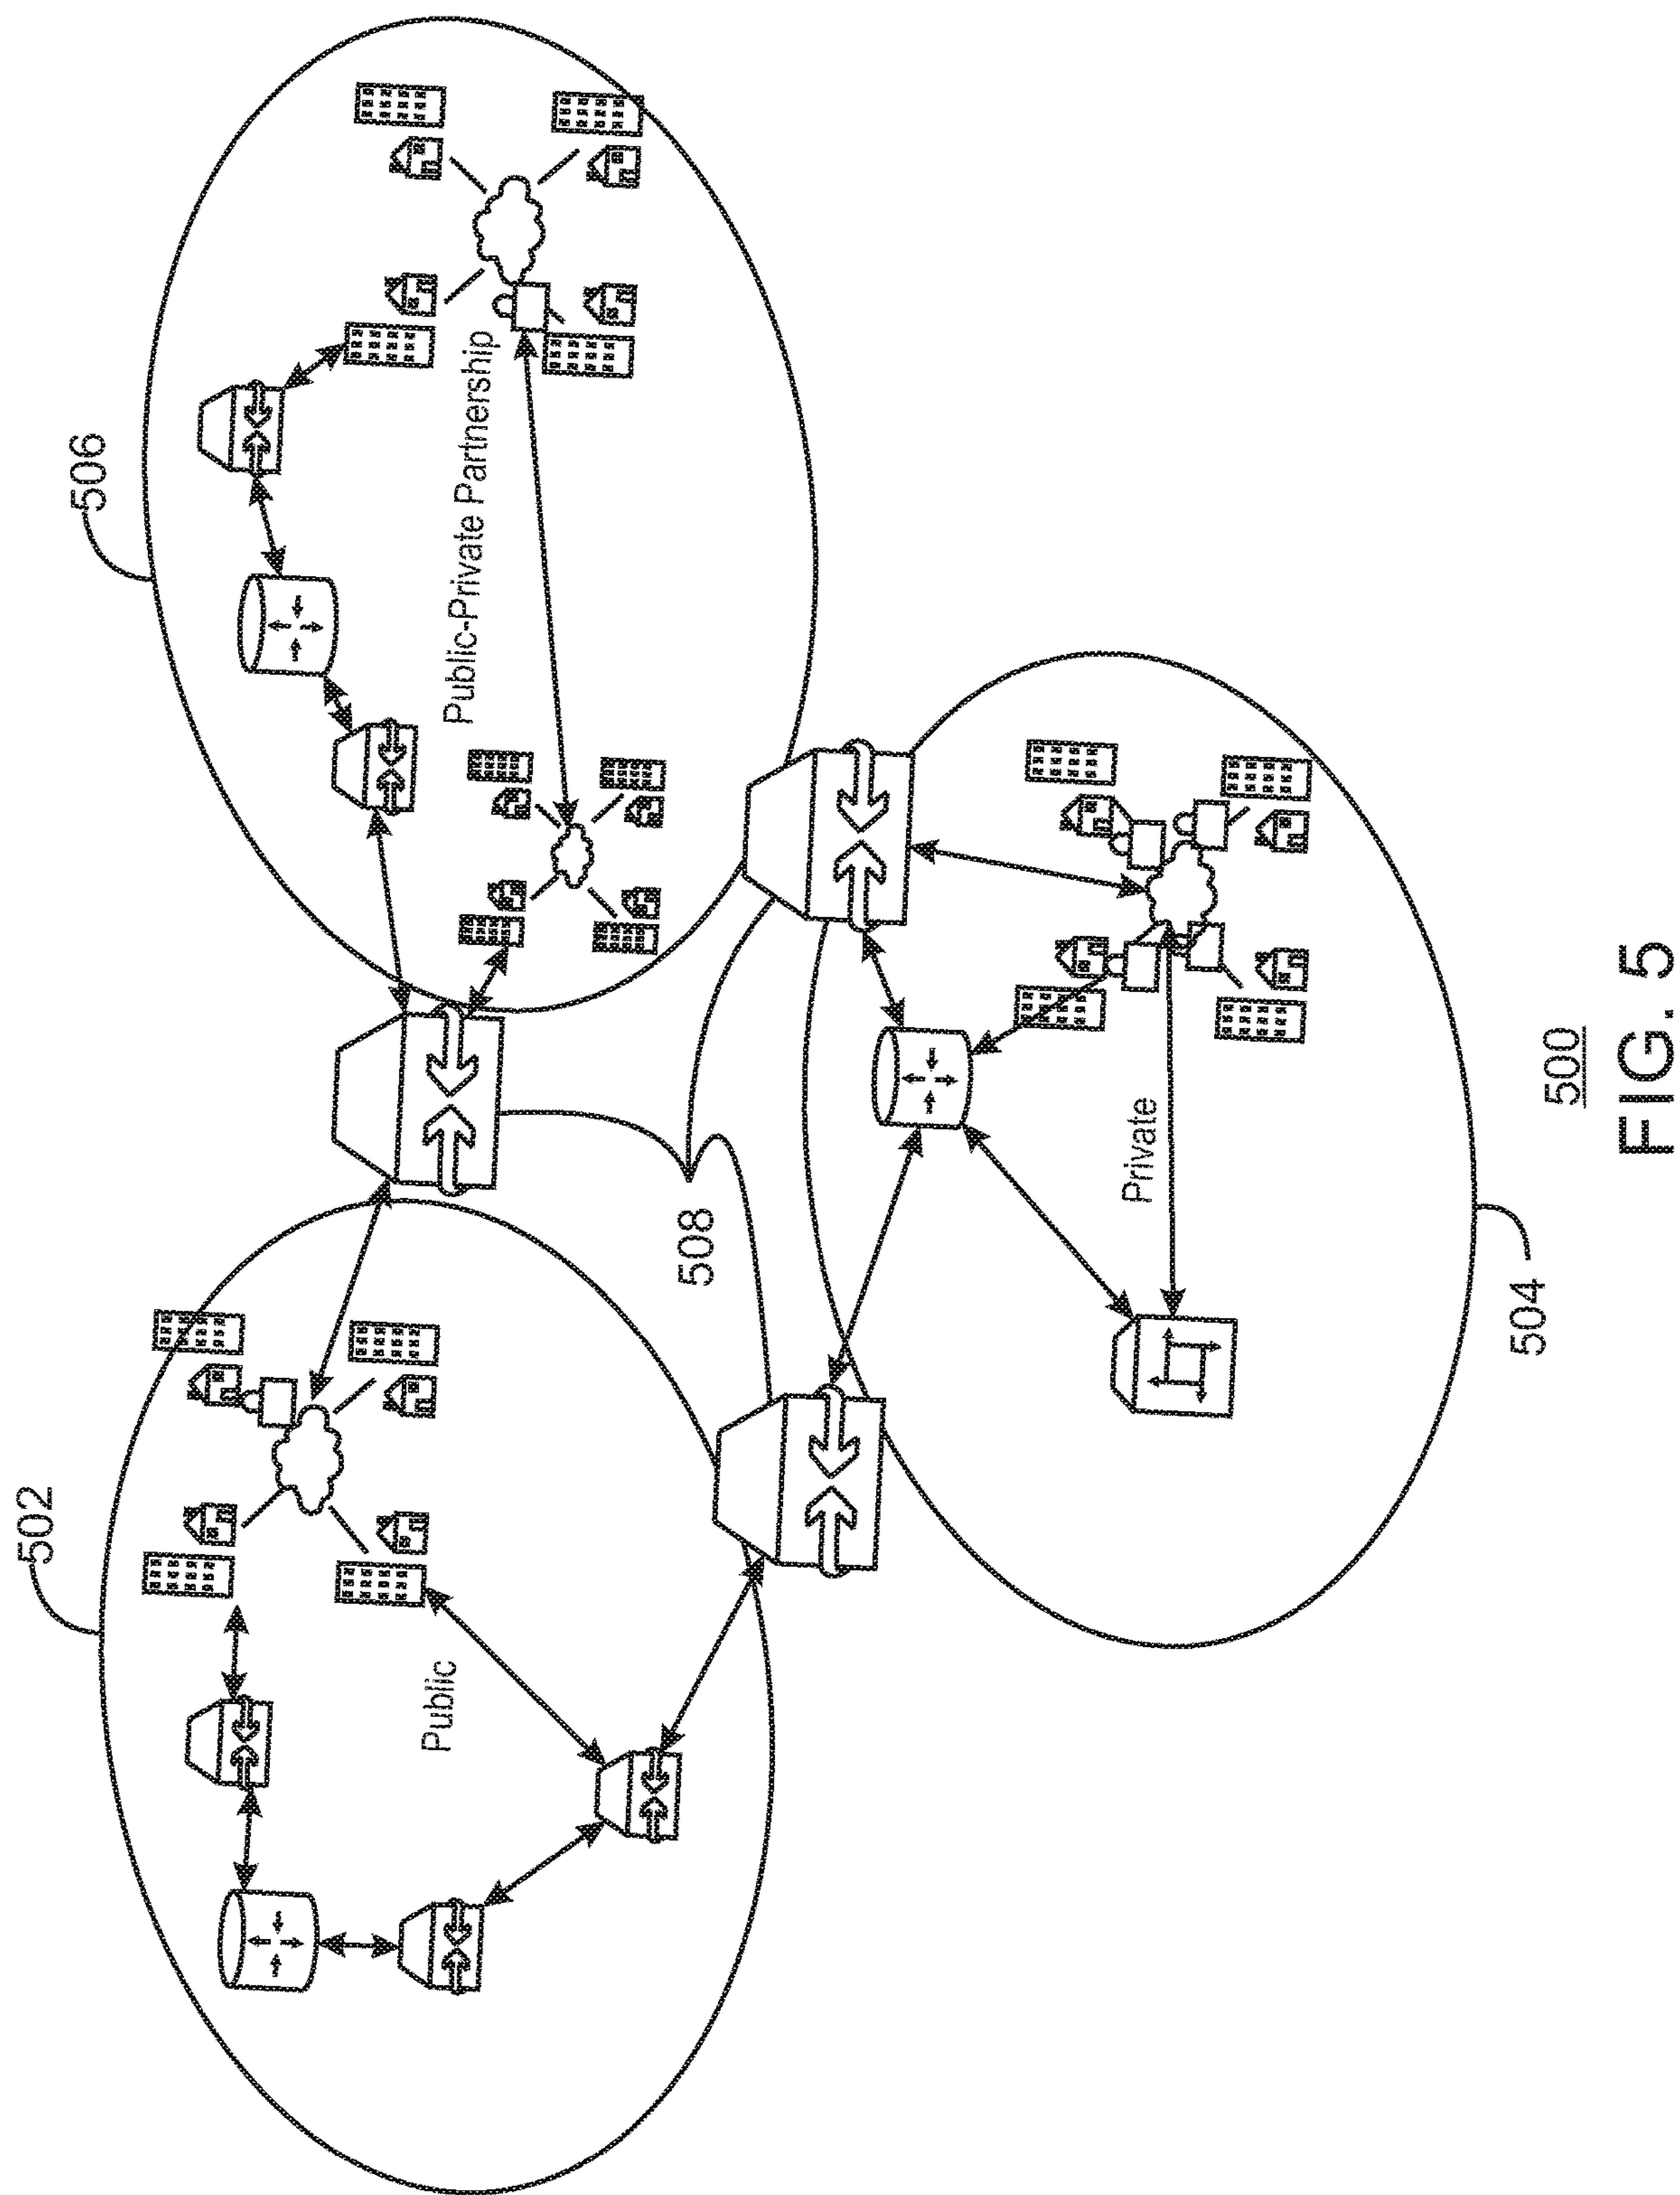 502
506
Public
Public-Private Partnership
508
Private
504
500
FIG. 5